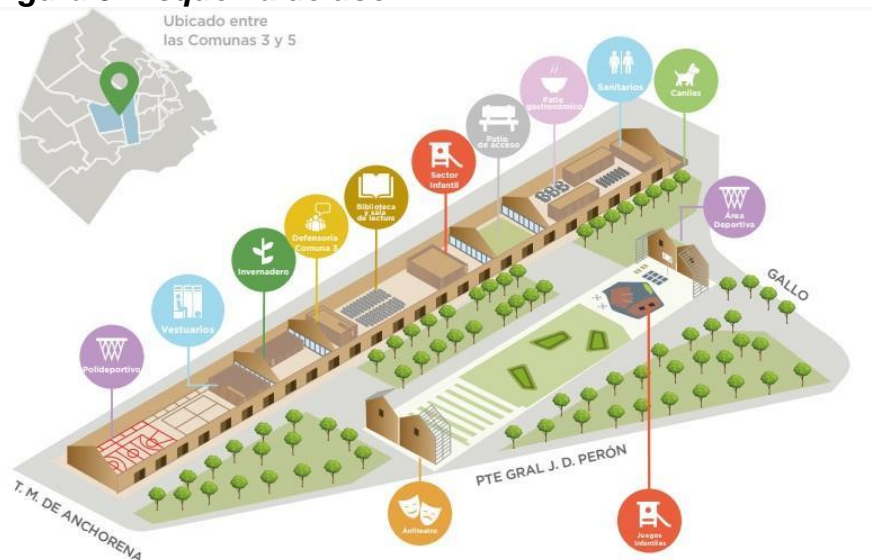 Ubicado entre
las Comunas 3 y 5
Sanitarios
Caniles
Patio
gastronómico
Patio
de acceso
Sector
Infantil
Biblioteca
y sala
de lectura
Defensoría
Comuna 3
Invernadero
Vestuarios
Polideportivo
Área
Deportiva
GALLO
PTE GRAL J. D. PERÓN
T. M. DE ANCHORENA
Anfiteatro
Juegos
Infantiles